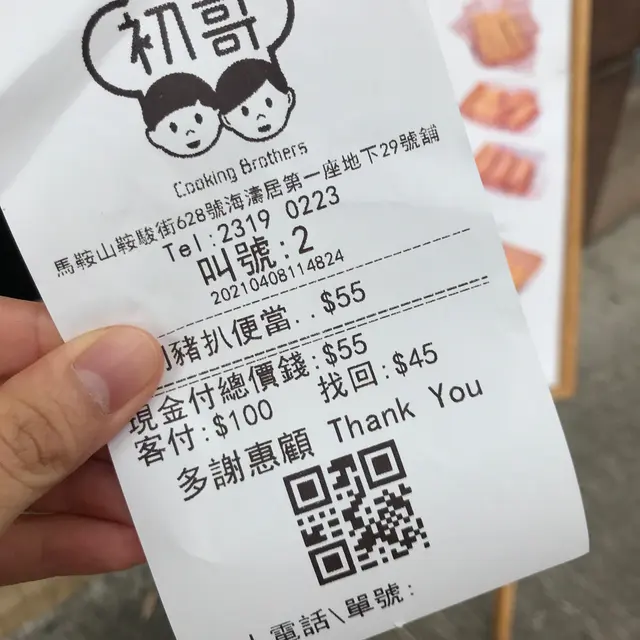 初哥
Cooking Brothers
馬鞍山鞍駿街628號海濤居第一座地下29號舖
Tel:2319 0223
叫號:2
20210408114824
豬扒便當..$55
現金付總價錢:$55
客付:$100 找回:$45
多謝惠顧 Thank You
電話\單號: